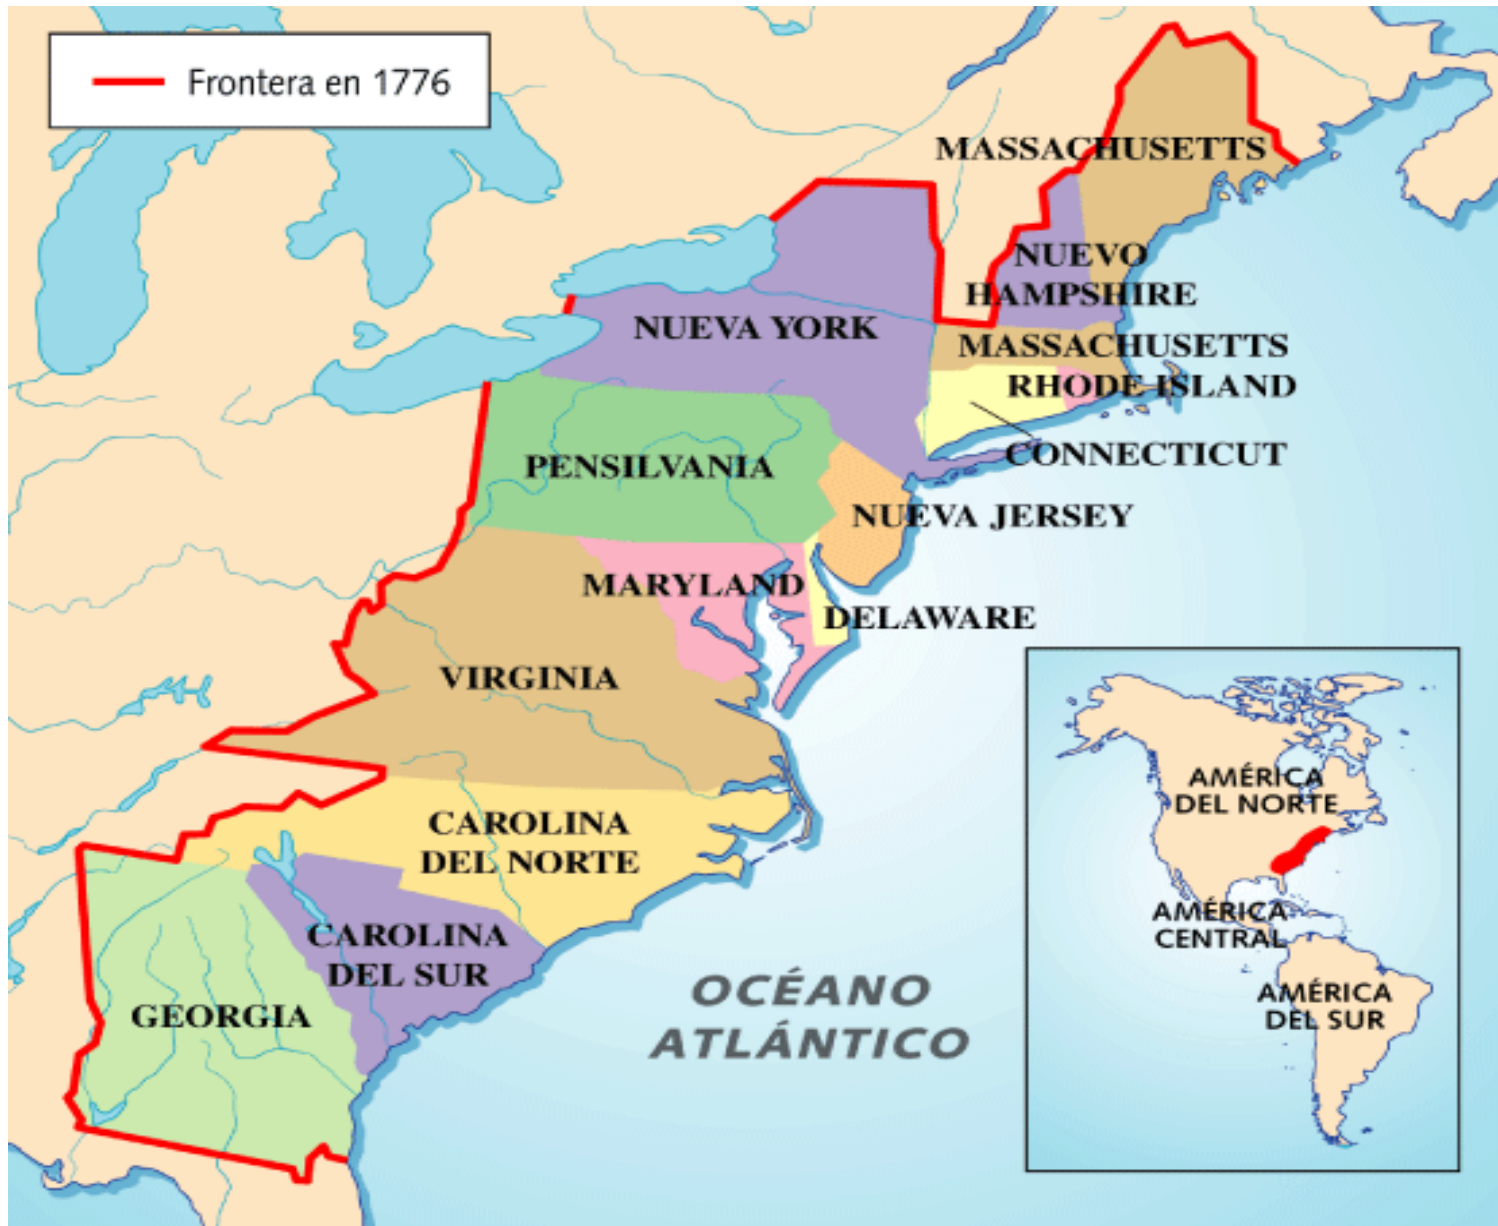 Frontera en 1776
MASSACHUSETTS
NUEVO
HAMPSHIRE
NUEVA YORK
MASSACHUSETTS
RHODE ISLAND
CONNECTICUT
PENSILVANIA
NUEVA JERSEY
MARYLAND
DELAWARE
VIRGINIA
CAROLINA
DEL NORTE
CAROLINA
DEL SUR
GEORGIA
OCÉANO
ATLÁNTICO
AMÉRICA
DEL NORTE
AMÉRICA
CENTRAL
AMÉRICA
DEL SUR